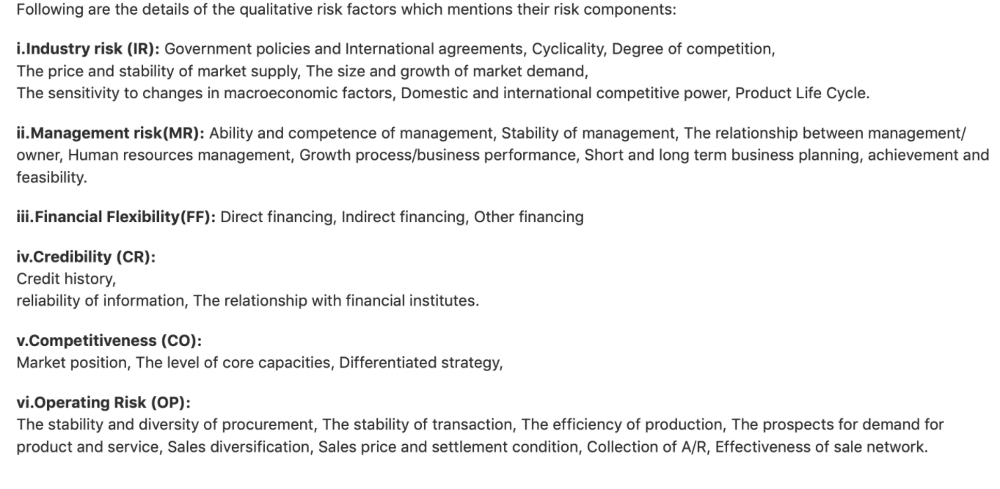 Following are the details of the qualitative risk factors which mentions their risk components:
i.Industry risk (IR): Government policies and International agreements, Cyclicality, Degree of competition,
The price and stability of market supply, The size and growth of market demand,
The sensitivity to changes in macroeconomic factors, Domestic and international competitive power, Product Life Cycle.
ii.Management risk(MR): Ability and competence of management, Stability of management, The relationship between management/
owner, Human resources management, Growth process/business performance, Short and long term business planning, achievement and
feasibility.
iii.Financial Flexibility(FF): Direct financing, Indirect financing, Other financing
iv.Credibility (CR):
Credit history,
reliability of information, The relationship with financial institutes.
v.Competitiveness (CO):
Market position, The level of core capacities, Differentiated strategy,
vi.Operating Risk (OP):
The stability and diversity of procurement, The stability of transaction, The efficiency of production, The prospects for demand for
product and service, Sales diversification, Sales price and settlement condition, Collection of A/R, Effectiveness of sale network.